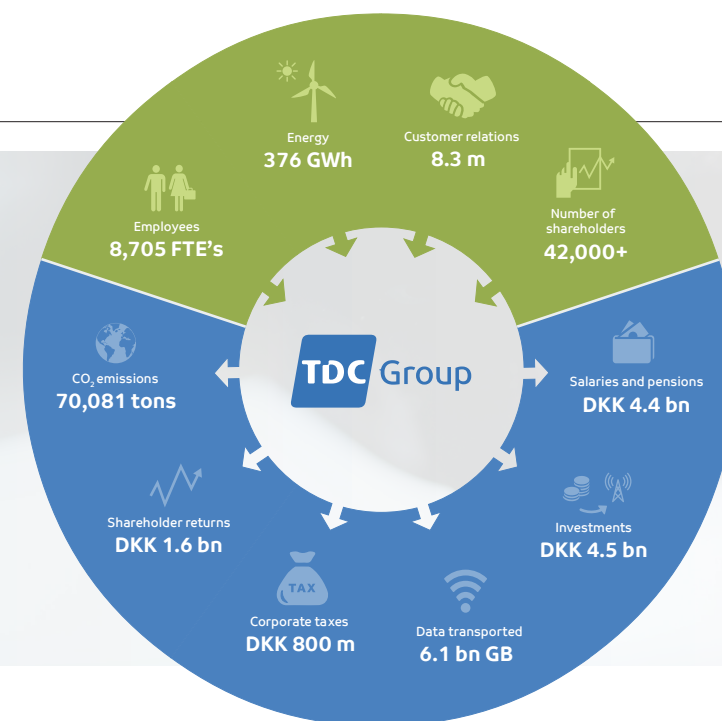 Energy
376 GWh
Customer relations
8.3 m
Employees
8,705 FTE's
Number of
shareholders
42,000+
TDC Group
CO₂ emissions
70,081 tons
Salaries and pensions
DKK 4.4 bn
Shareholder returns
DKK 1.6 bn
Investments
DKK 4.5 bn
TAX
Corporate taxes
DKK 800 m
Data transported
6.1 bn GB